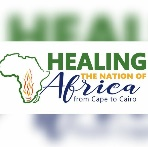 HEALING
THE NATION OF
Africa
from Cape to Cairo